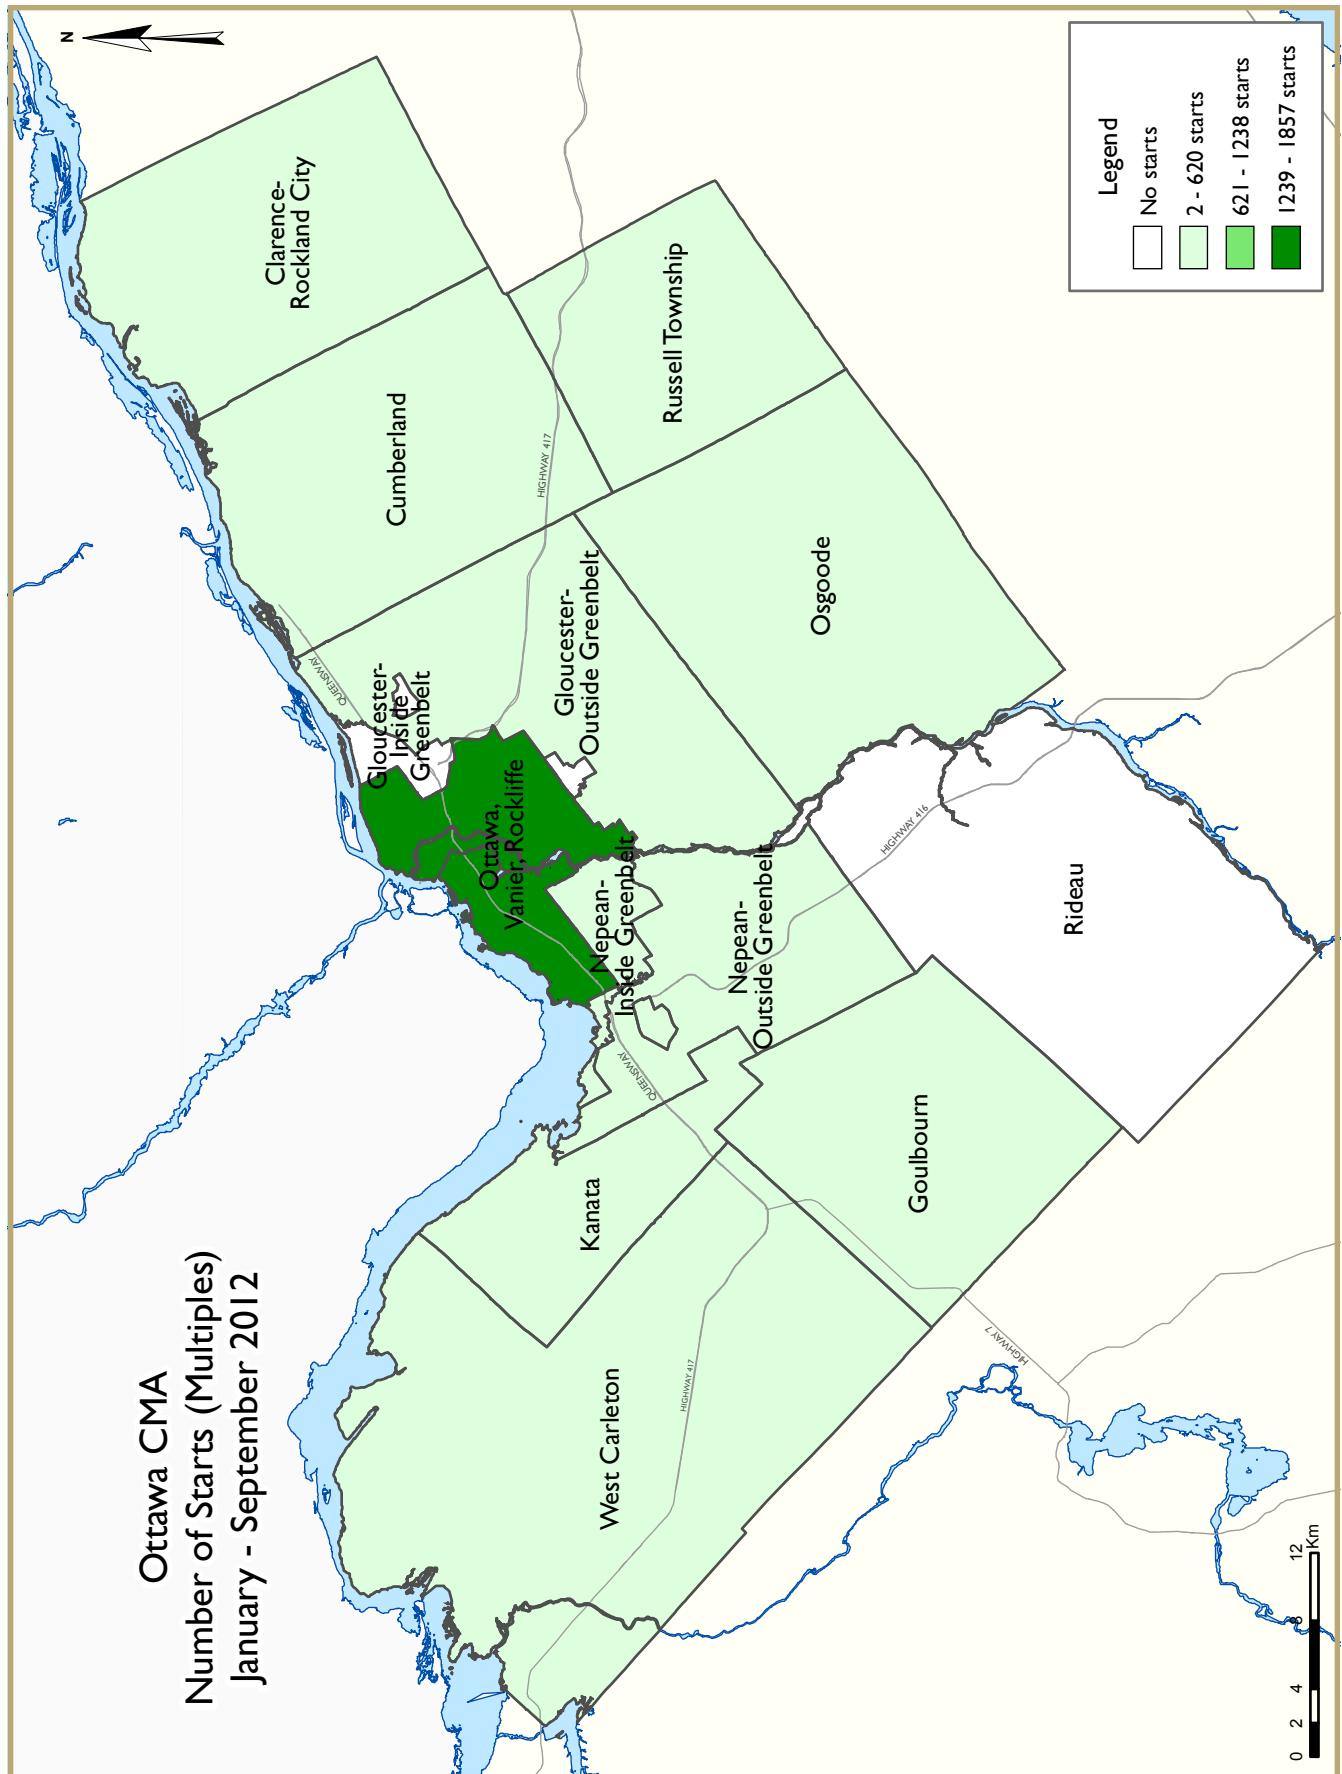 Ottawa CMA
Number of Starts (Multiples)
January - September 2012
N
Clarence-
Rockland City
Cumberland
Russell Township
HIGHWAY 417
QUEENSWAY
Gloucester-
Inside
Greenbelt
Gloucester-
Outside Greenbelt
Osgoode
Ottawa,
Vanier, Rockliffe
Nepean-
Inside Greenbelt
Nepean-
Outside Greenbelt
HIGHWAY 416
Rideau
QUEENSWAY
Kanata
Goulbourn
West Carleton
HIGHWAY 417
HIGHWAY 7
Legend
No starts
2 - 620 starts
621 - 1238 starts
1239 - 1857 starts
0 2 4 8 12
Km